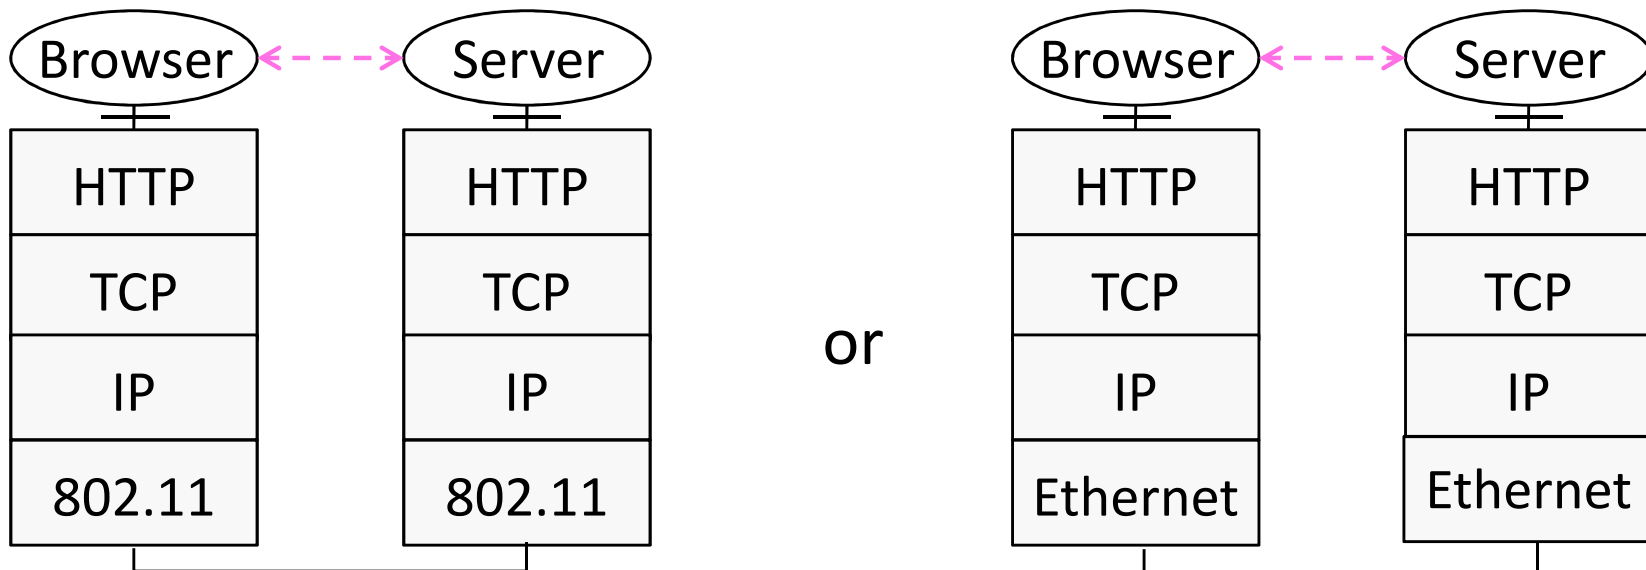 Browser Server Browser Server
HTTP HTTP HTTP HTTP
TCP TCP TCP TCP
or
IP IP IP IP
802.11 802.11 Ethernet Ethernet